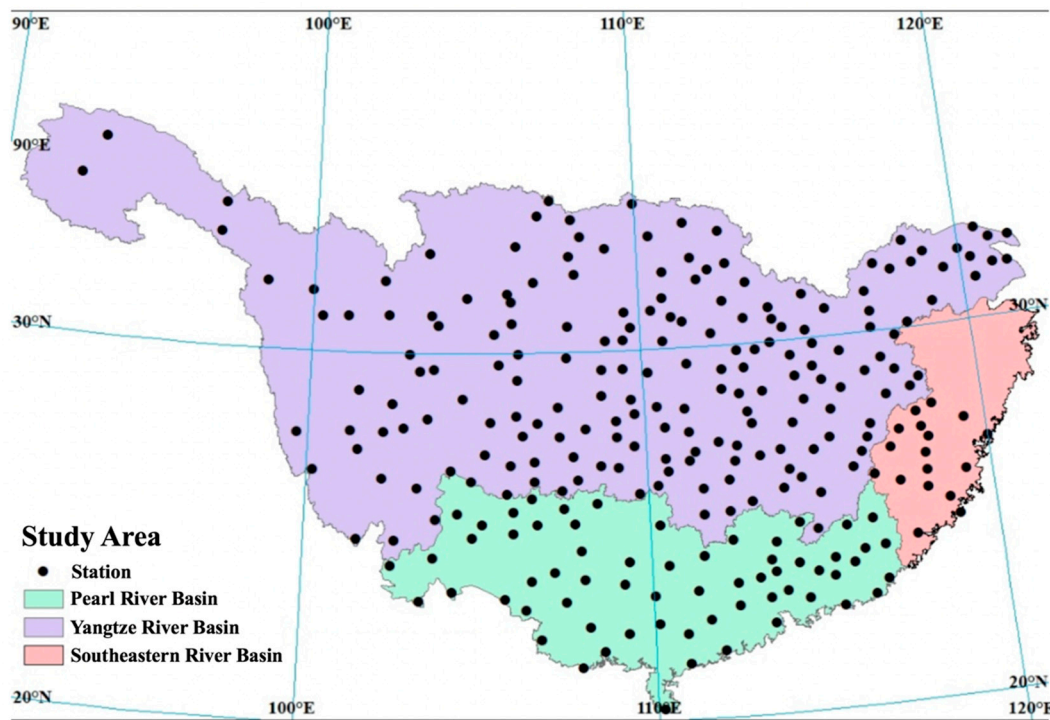 90°E 100°E 110°E 120°E
90°E
30°N
30°N
Study Area
Station
Pearl River Basin
Yangtze River Basin
Southeastern River Basin
20°N
20°N
100°E 110°E 120°E